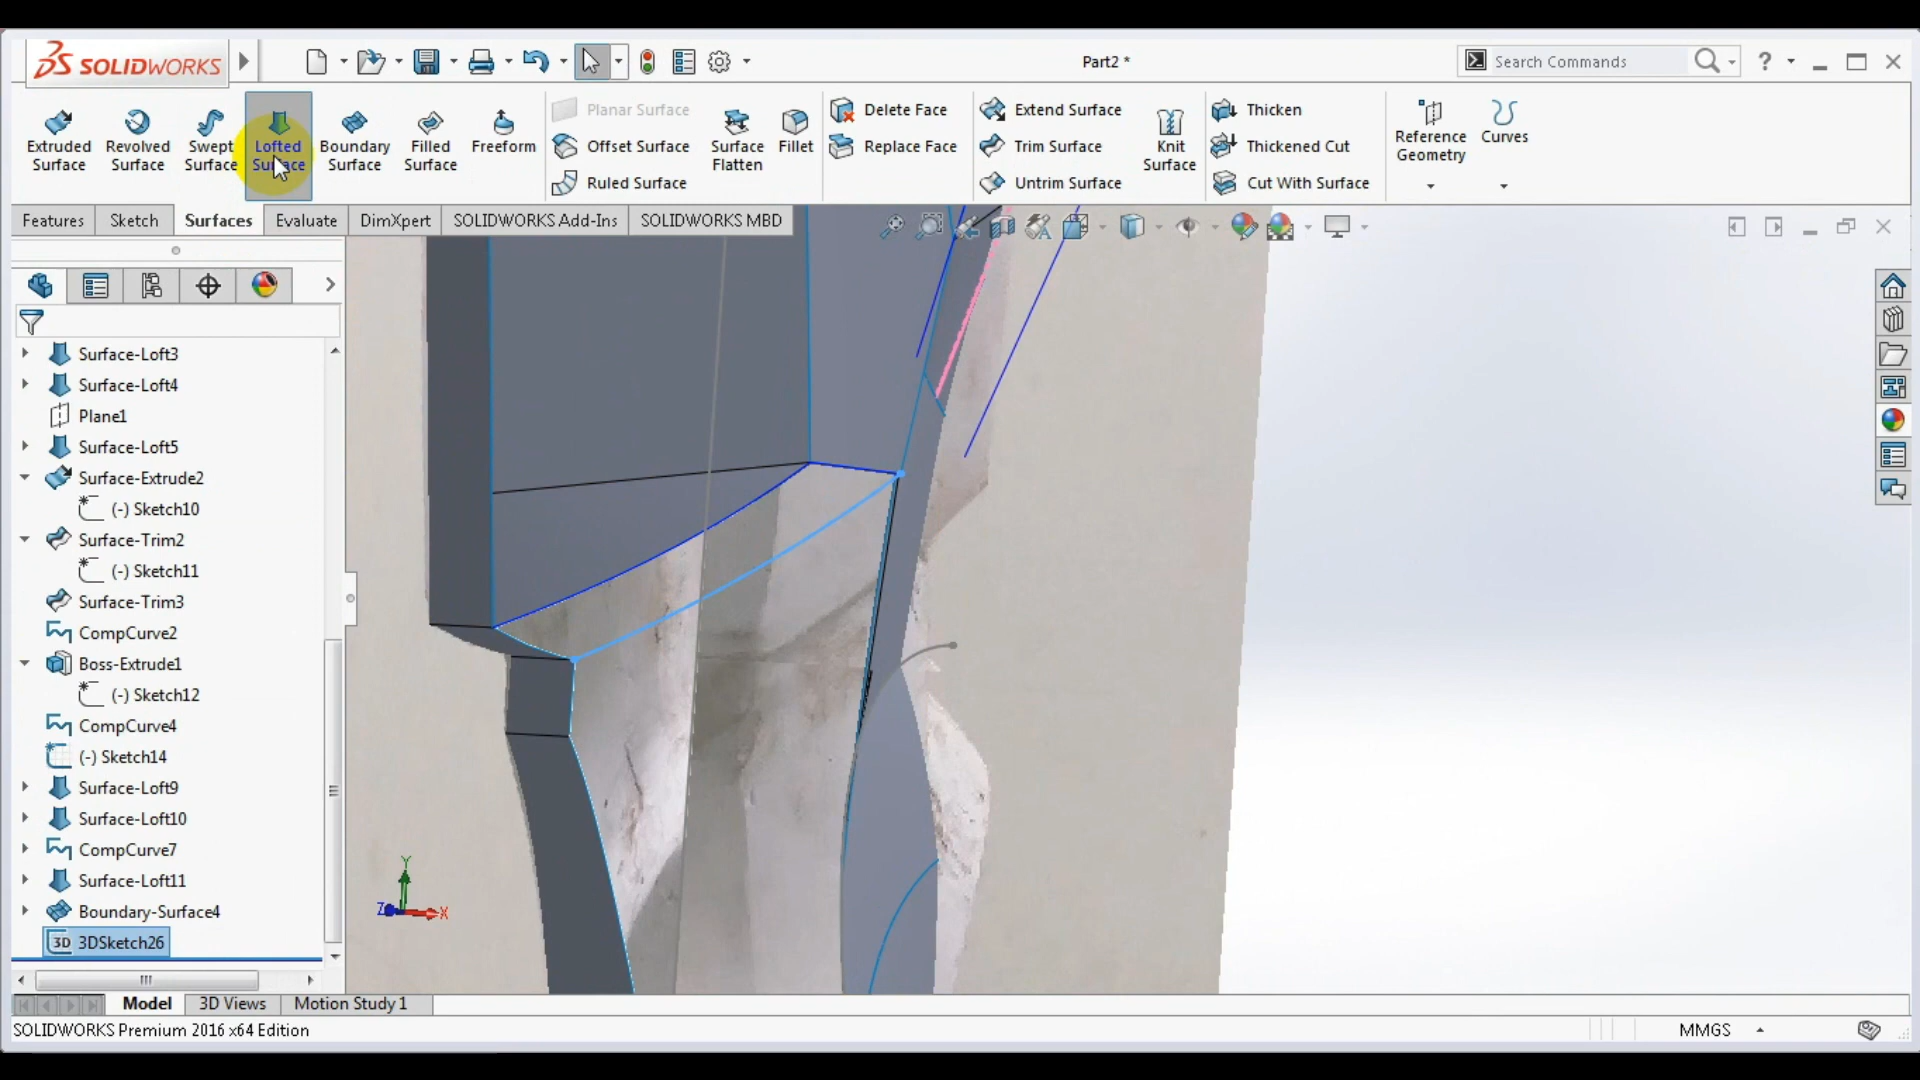 SOLIDWORKS
Part2 *
Search Commands
Extruded Surface
Revolved Surface
Swept Surface
Lofted Surface
Boundary Surface
Filled Surface
Freeform
Planar Surface
Offset Surface
Ruled Surface
Surface Flatten
Fillet
Delete Face
Replace Face
Extend Surface
Trim Surface
Untrim Surface
Knit Surface
Thicken
Thickened Cut
Cut With Surface
Reference Geometry
Curves
Features
Sketch
Surfaces
Evaluate
DimXpert
SOLIDWORKS Add-Ins
SOLIDWORKS MBD
Surface-Loft3
Surface-Loft4
Plane1
Surface-Loft5
Surface-Extrude2
(-) Sketch10
Surface-Trim2
(-) Sketch11
Surface-Trim3
CompCurve2
Boss-Extrude1
(-) Sketch12
CompCurve4
(-) Sketch14
Surface-Loft9
Surface-Loft10
CompCurve7
Surface-Loft11
Boundary-Surface4
3D 3DSketch26
Y
Z
X
Model
3D Views
Motion Study 1
SOLIDWORKS Premium 2016 x64 Edition
MMGS